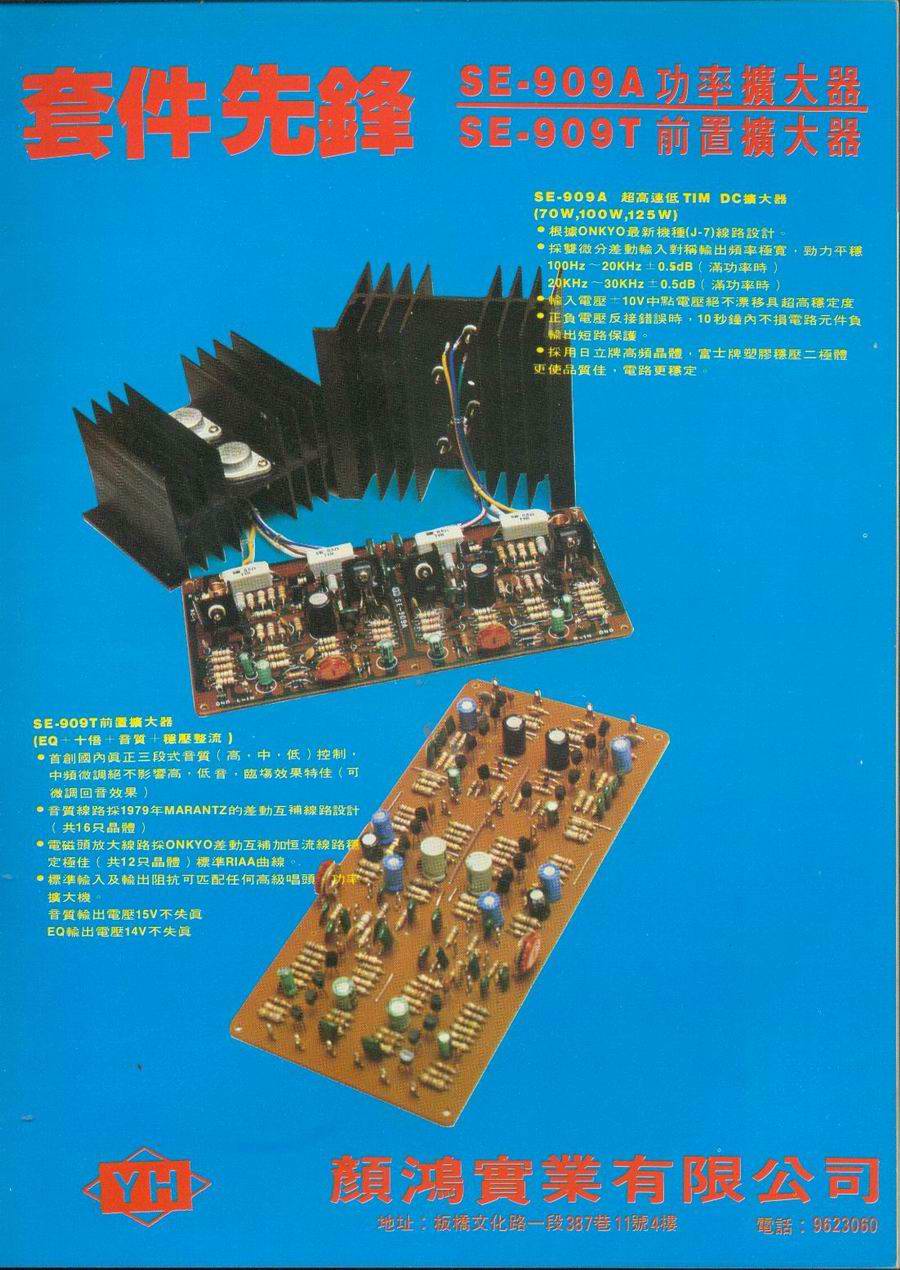 套件先鋒
SE-909A 功率擴大器
SE-909T 前置擴大器
SE-909A 超高速低TIM DC擴大器
(70W,100W,125W)
●根據ONKYO最新機種(J-7)線路設計。
●採雙微分差動輸入對稱輸出頻率極寬，勁力平穩
100Hz～20KHz±0.5dB（滿功率時）
20KHz～30KHz±0.5dB（滿功率時）
●輸入電壓±10V中點電壓絕不漂移具超高穩定度
●正負電壓反接錯誤時，10秒鐘內不損電路元件負
輸出短路保護。
●採用日立牌高頻晶體，富士牌塑膠穩壓二極體
更使品質佳，電路更穩定。
SE-909A
SE-909T前置擴大器
(EQ＋十倍＋音質＋穩壓整流)
●首創國內眞正三段式音質（高，中，低）控制，
中頻微調絕不影響高，低音，臨場效果特佳（可
微調回音效果）
●音質線路採1979年MARANTZ的差動互補線路設計
（共16只晶體）
●電磁頭放大線路採ONKYO差動互補加恒流線路穩
定極佳（共12只晶體）標準RIAA曲線。
●標準輸入及輸出阻抗可匹配任何高級唱頭，功率
擴大機。
音質輸出電壓15V不失眞
EQ輸出電壓14V不失眞
YH
顏鴻實業有限公司
地址：板橋文化路一段387巷11號4樓
電話：9623060